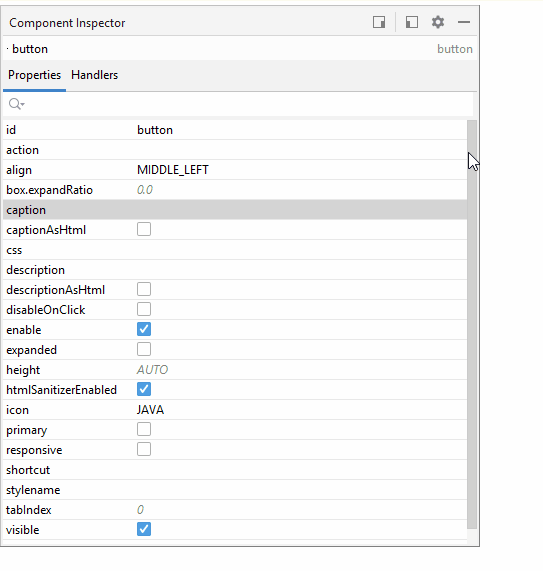 Component Inspector
· button button
Properties Handlers
id button
action
align MIDDLE_LEFT
box.expandRatio 0.0
caption
captionAsHtml
css
description
descriptionAsHtml
disableOnClick
enable
expanded
height AUTO
htmlSanitizerEnabled
icon JAVA
primary
responsive
shortcut
stylename
tabIndex 0
visible